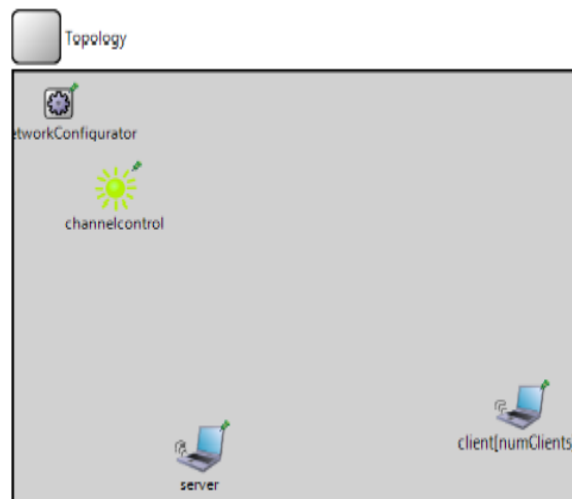 Topology
etworkConfigurator
channelcontrol
client[numClients
server